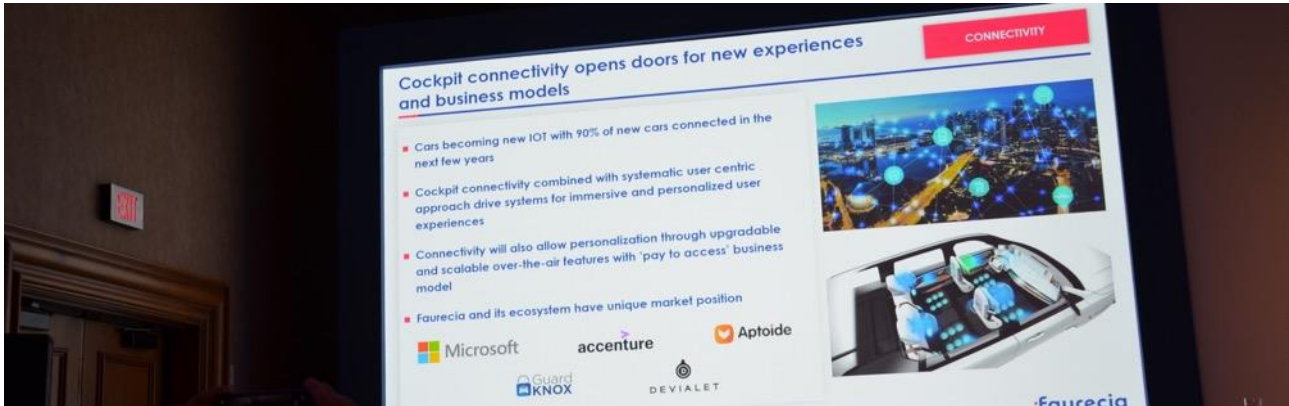 Cockpit connectivity opens doors for new experiences
and business models
CONNECTIVITY
Cars becoming new IOT with 90% of new cars connected in the
next few years
Cockpit connectivity combined with systematic user centric
approach drive systems for immersive and personalized user
experiences
Connectivity will also allow personalization through upgradable
and scalable over-the-air features with 'pay to access' business
model
Faurecia and its ecosystem have unique market position
Microsoft
accenture
Aptoide
Guard
KNOX
DEVIALET
faurecia
EXIT